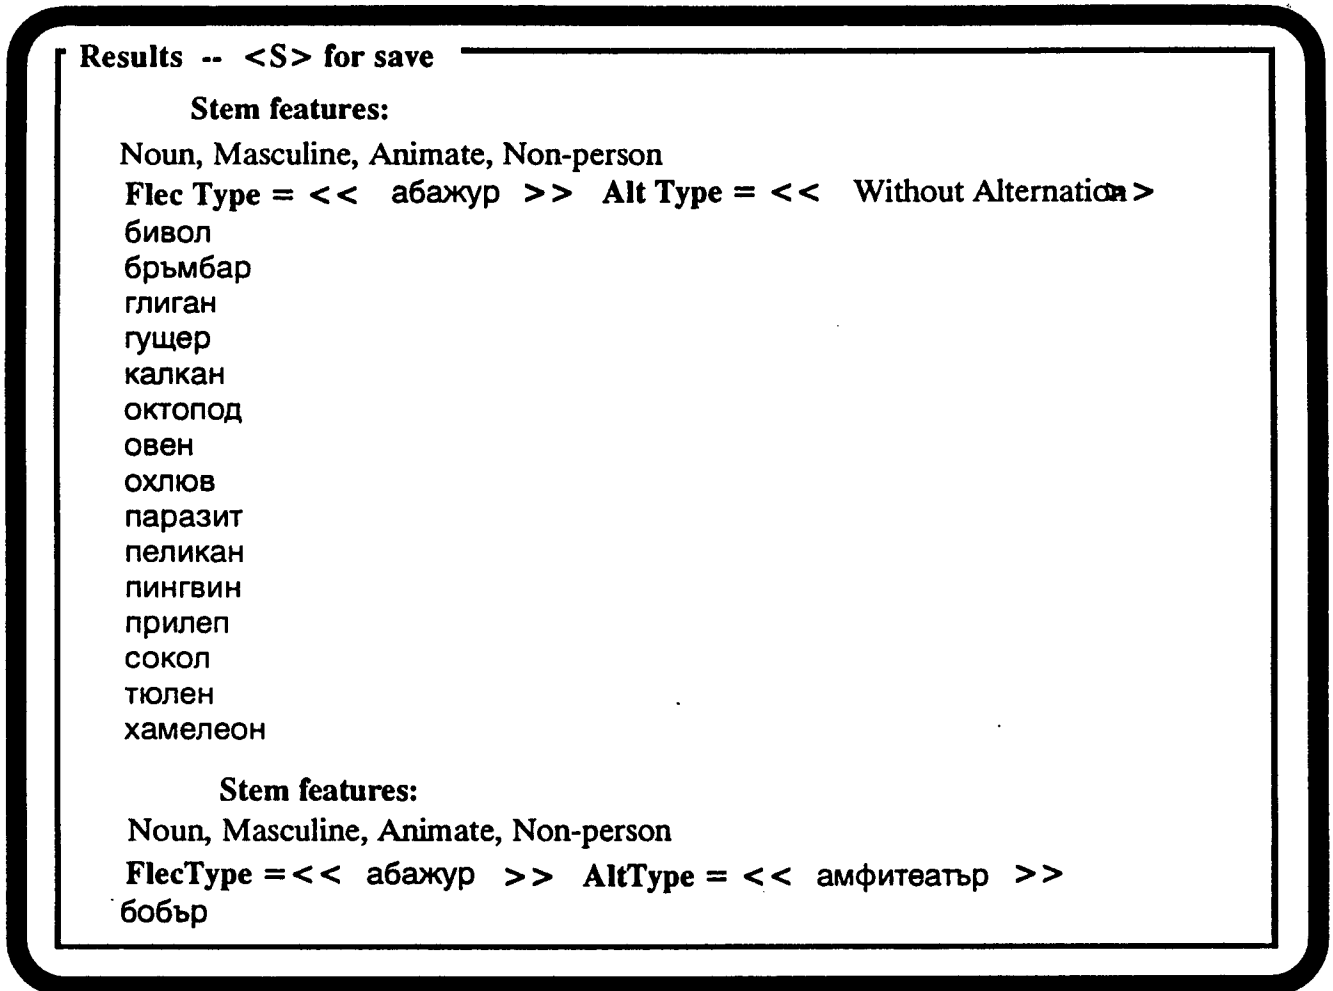 Results -- <S> for save
Stem features:
Noun, Masculine, Animate, Non-person
Flec Type = << абажур >> Alt Type = << Without Alternation>
бивол
бръмбар
глиган
гущер
калкан
октопод
овен
охлюв
паразит
пеликан
пингвин
прилеп
сокол
тюлен
хамелеон
Stem features:
Noun, Masculine, Animate, Non-person
FlecType =<< абажур >> AltType = << амфитеатър >>
бобър